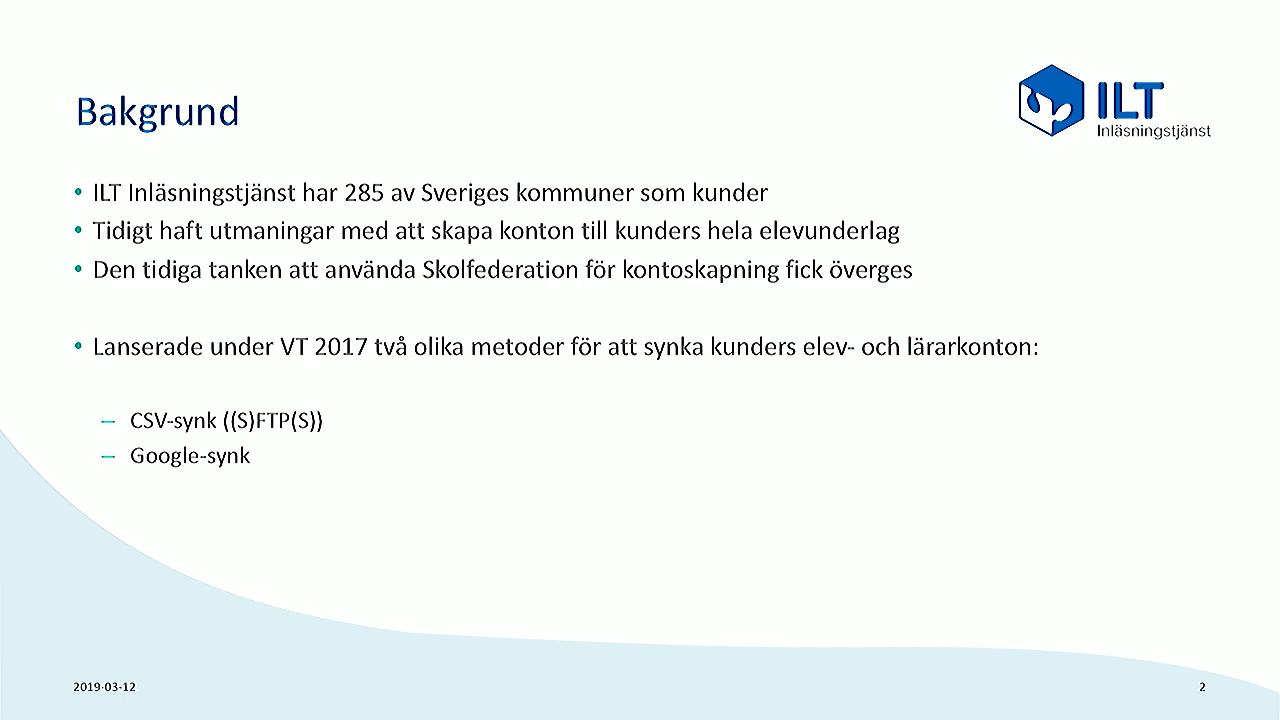 Bakgrund
ILT
Inläsningstjänst
• ILT Inläsningstjänst har 285 av Sveriges kommuner som kunder
• Tidigt haft utmaningar med att skapa konton till kunders hela elevunderlag
• Den tidiga tanken att använda Skolfederation för kontoskapning fick överges
• Lanserade under VT 2017 två olika metoder för att synka kunders elev- och lärarkonton:
– CSV-synk ((S)FTP(S))
– Google-synk
2019-03-12
2